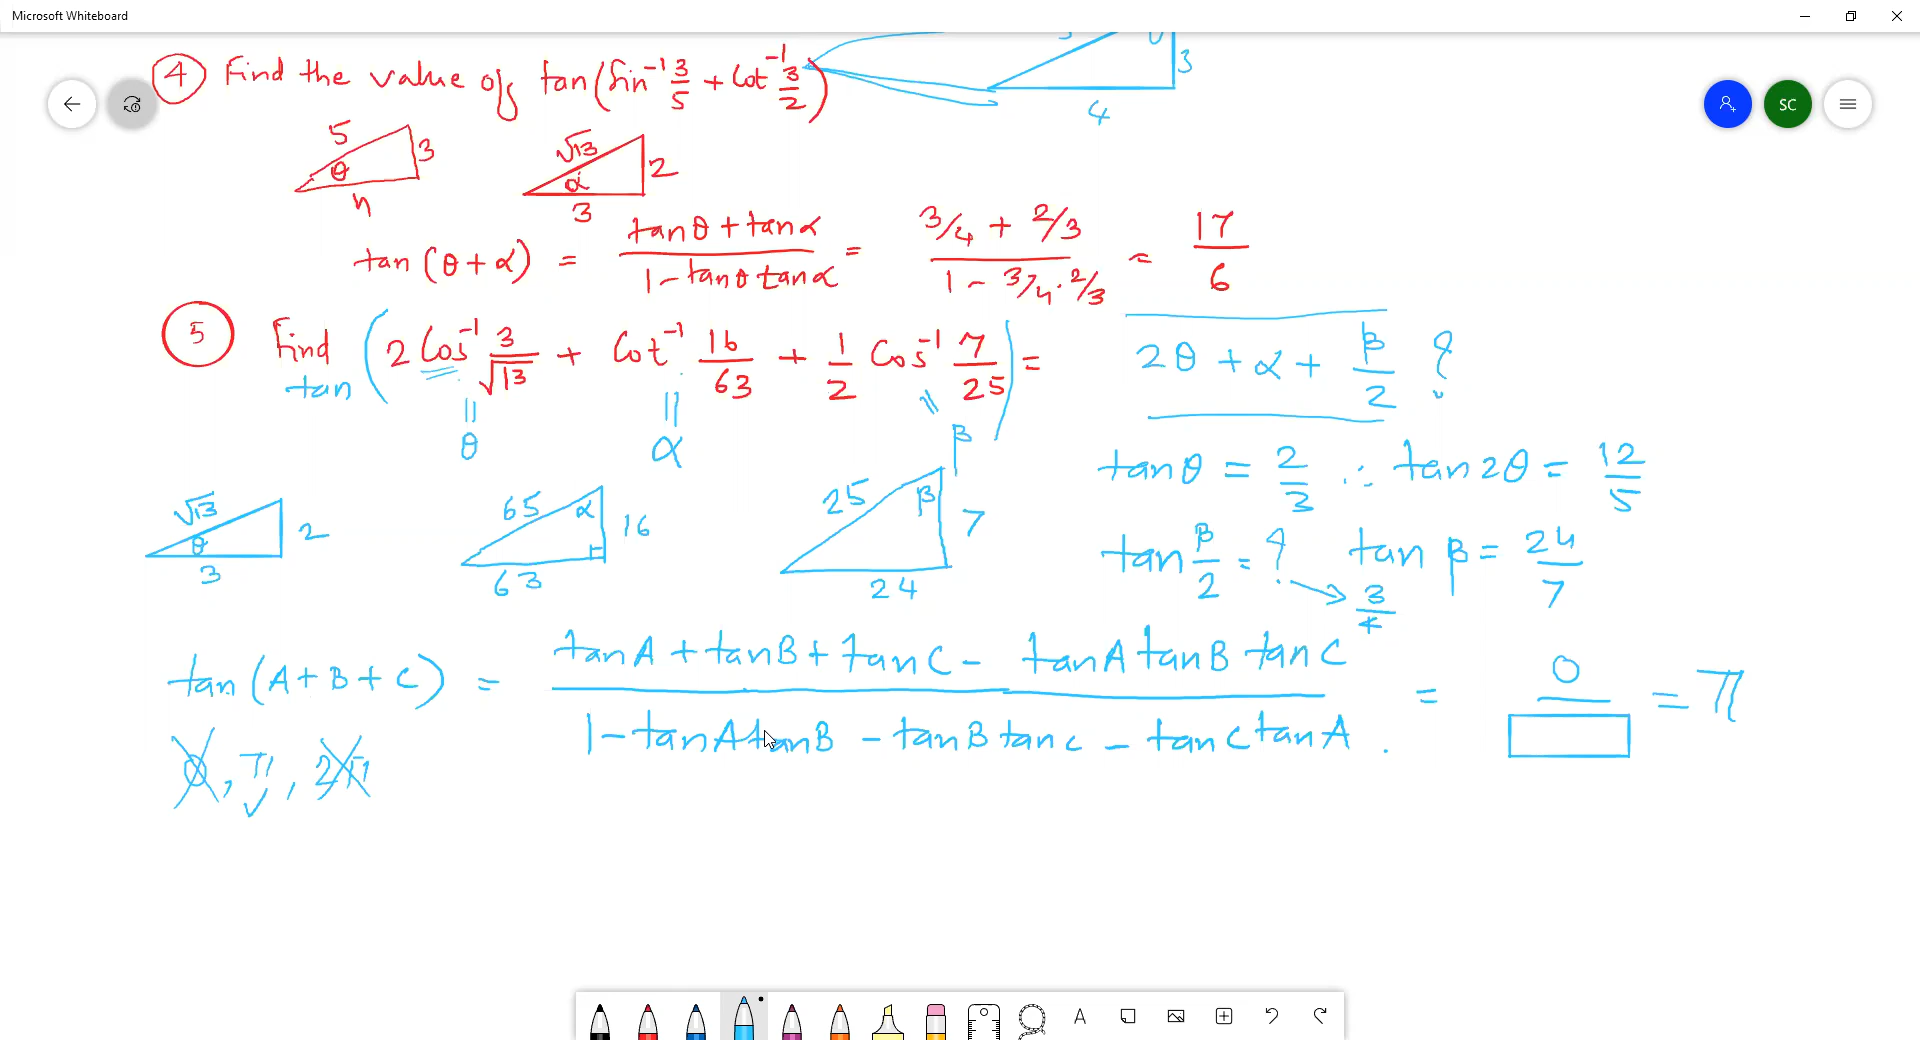 Microsoft Whiteboard
④ Find the value of tan(Sin⁻¹ 3/5 + Cot⁻¹ 3/2)
3
4
SC
5
3
θ
4
√13
2
α
3
tan (θ + α) = (tanθ + tanα)/(1 - tanθ tanα) = (3/4 + 2/3)/(1 - 3/4 · 2/3) = 17/6
⑤ Find tan (2 Cos⁻¹ 3/√13 + Cot⁻¹ 16/63 + 1/2 Cos⁻¹ 7/25) =
2θ + α + β/2 ?
= θ
= α
= β
tanθ = 2/3 ∴ tan2θ = 12/5
√13
2
θ
3
65
α
16
63
25
β
7
24
tan β/2 = ? → 3/4 tan β = 24/7
tan (A + B + C) = (tanA + tanB + tanC - tanA tanB tanC)/(1 - tanA tanB - tanB tanC - tanC tanA) = 0/□ = π
0, π ✓, 2π
A